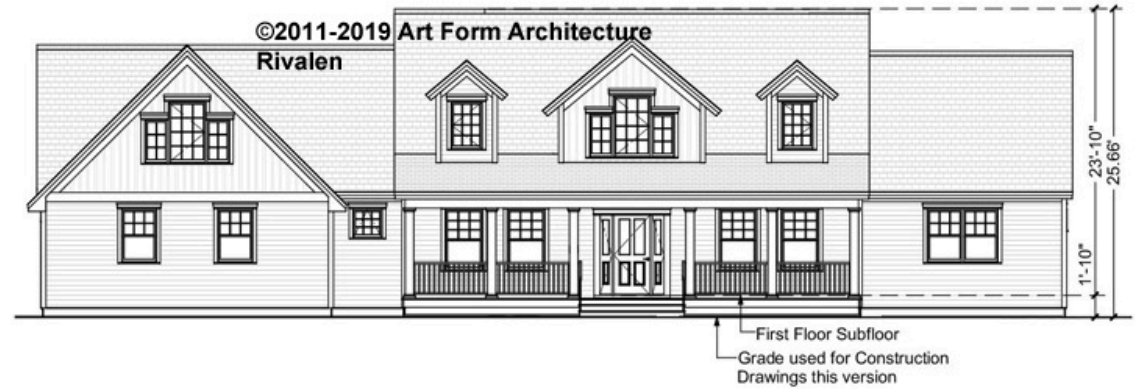 ©2011-2019 Art Form Architecture
Rivalen
23'-10"
25.66'
1'-10"
First Floor Subfloor
Grade used for Construction
Drawings this version